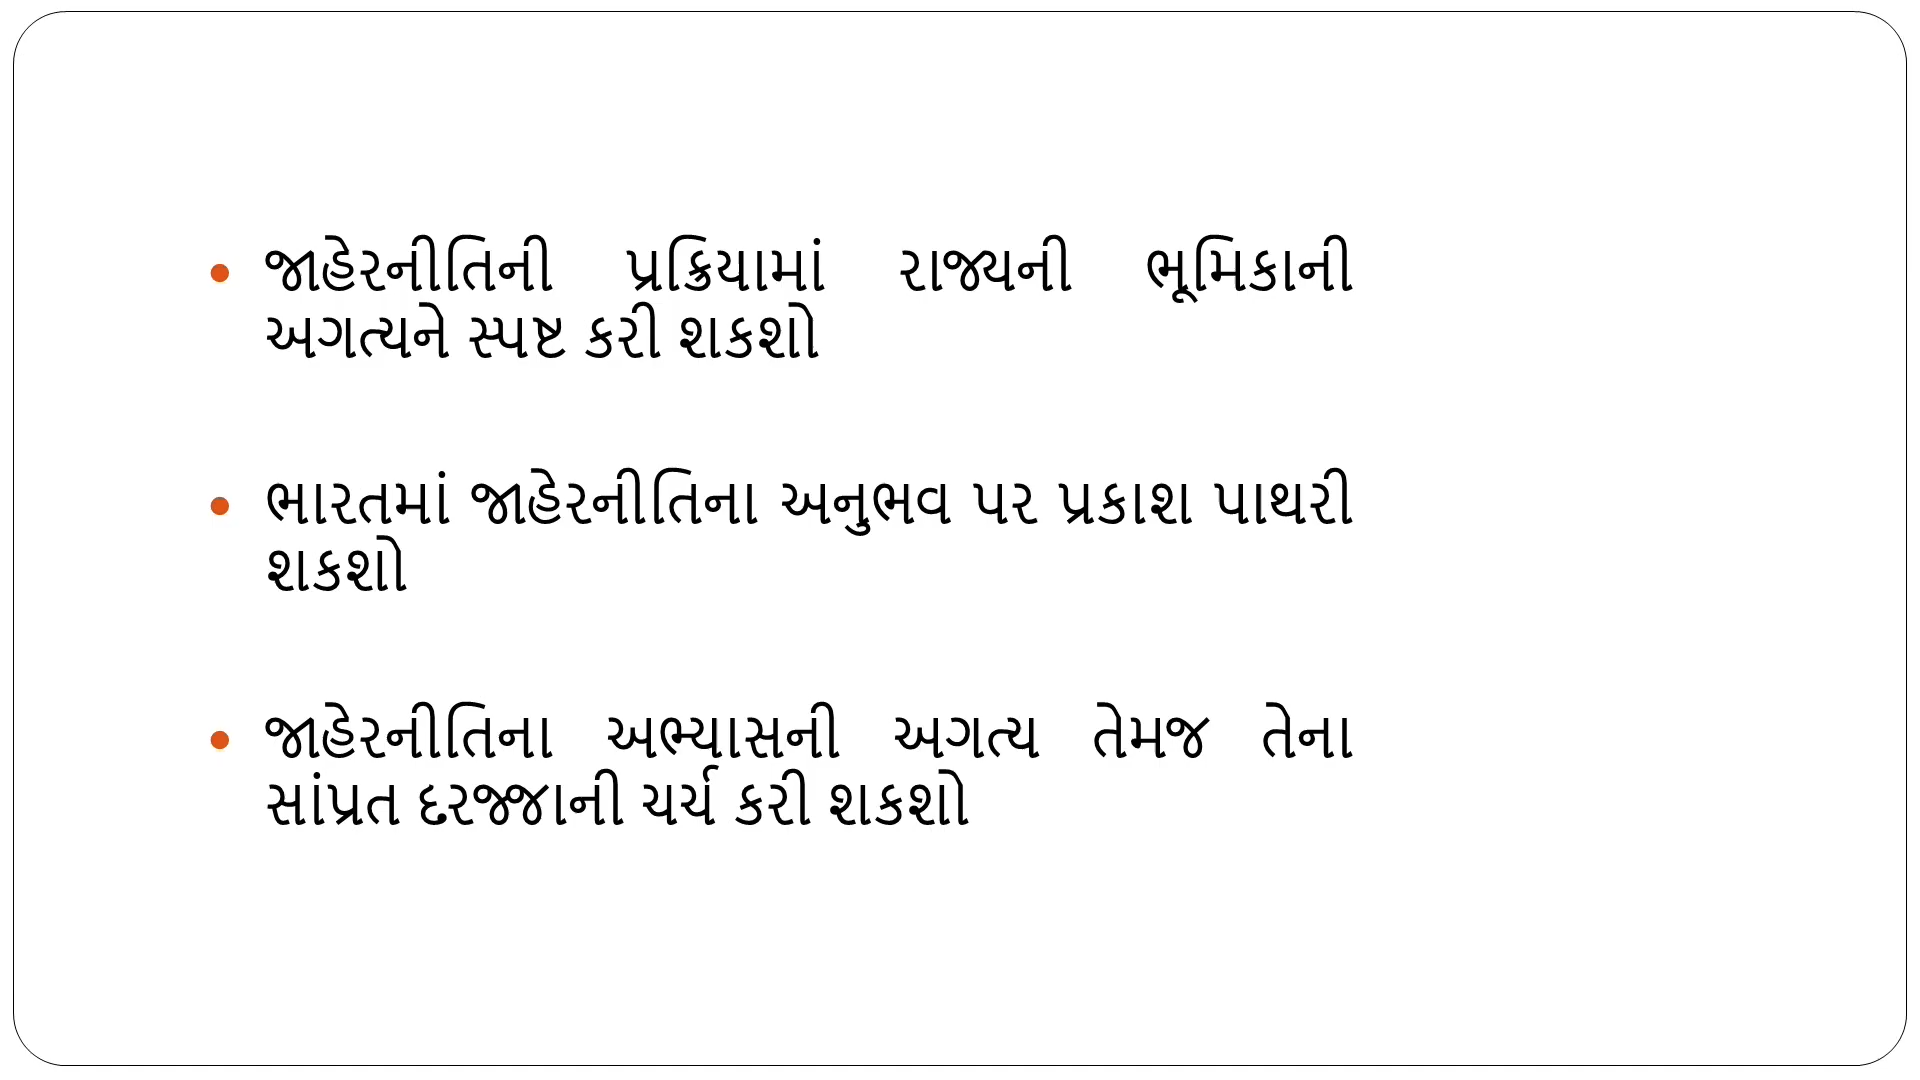 • જાહેરનીતિની પ્રક્રિયામાં રાજ્યની ભૂમિકાની
અગત્યને સ્પષ્ટ કરી શકશો
• ભારતમાં જાહેરનીતિના અનુભવ પર પ્રકાશ પાથરી
શકશો
• જાહેરનીતિના અભ્યાસની અગત્ય તેમજ તેના
સાંપ્રત દરજ્જાની ચર્ચ કરી શકશો